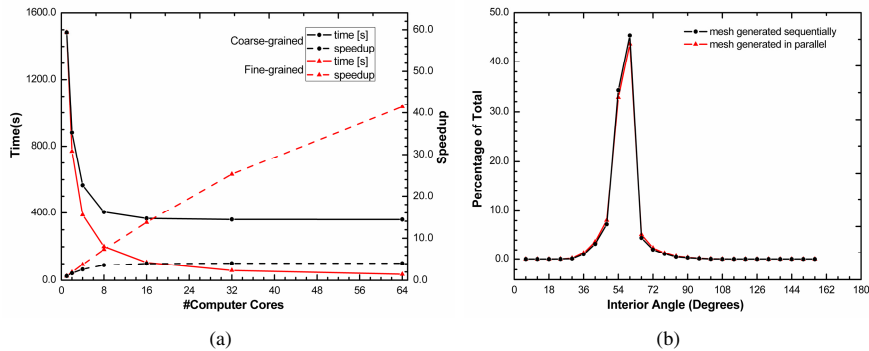 1600.0
1200.0
800.0
400.0
0.0
Time(s)
60.0
50.0
40.0
30.0
20.0
10.0
0.0
Speedup
Coarse-grained
time [s]
speedup
Fine-grained
time [s]
speedup
0 8 16 24 32 40 48 56 64
#Computer Cores
(a)
50.0
40.0
30.0
20.0
10.0
0.0
Percentage of Total
mesh generated sequentially
mesh generated in parallel
0 18 36 54 72 90 108 126 144 162 180
Interior Angle (Degrees)
(b)